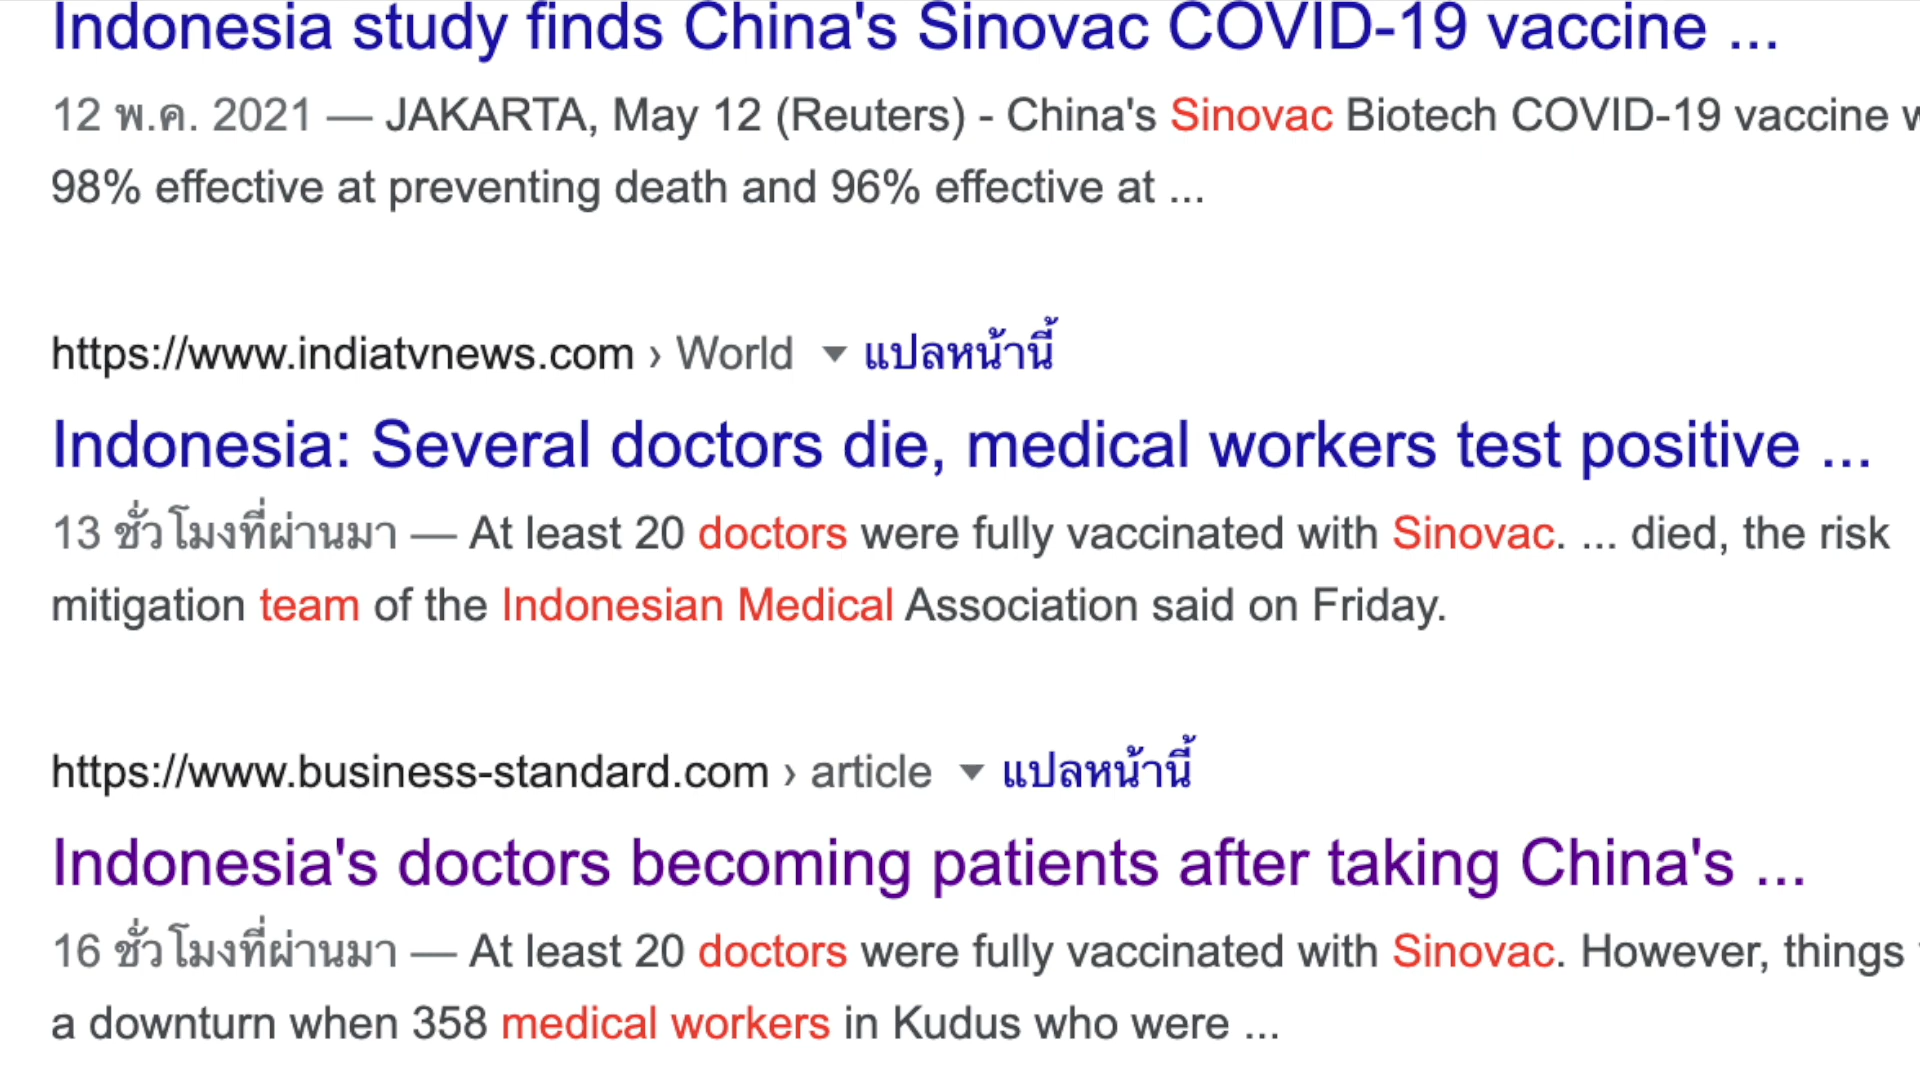 Indonesia study finds China's Sinovac COVID-19 vaccine ...
12 พ.ค. 2021 — JAKARTA, May 12 (Reuters) - China's Sinovac Biotech COVID-19 vaccine
98% effective at preventing death and 96% effective at ...
https://www.indiatvnews.com › World ▼ แปลหน้านี้
Indonesia: Several doctors die, medical workers test positive ...
13 ชั่วโมงที่ผ่านมา — At least 20 doctors were fully vaccinated with Sinovac. ... died, the risk
mitigation team of the Indonesian Medical Association said on Friday.
https://www.business-standard.com › article ▼ แปลหน้านี้
Indonesia's doctors becoming patients after taking China's ...
16 ชั่วโมงที่ผ่านมา — At least 20 doctors were fully vaccinated with Sinovac. However, things
a downturn when 358 medical workers in Kudus who were ...